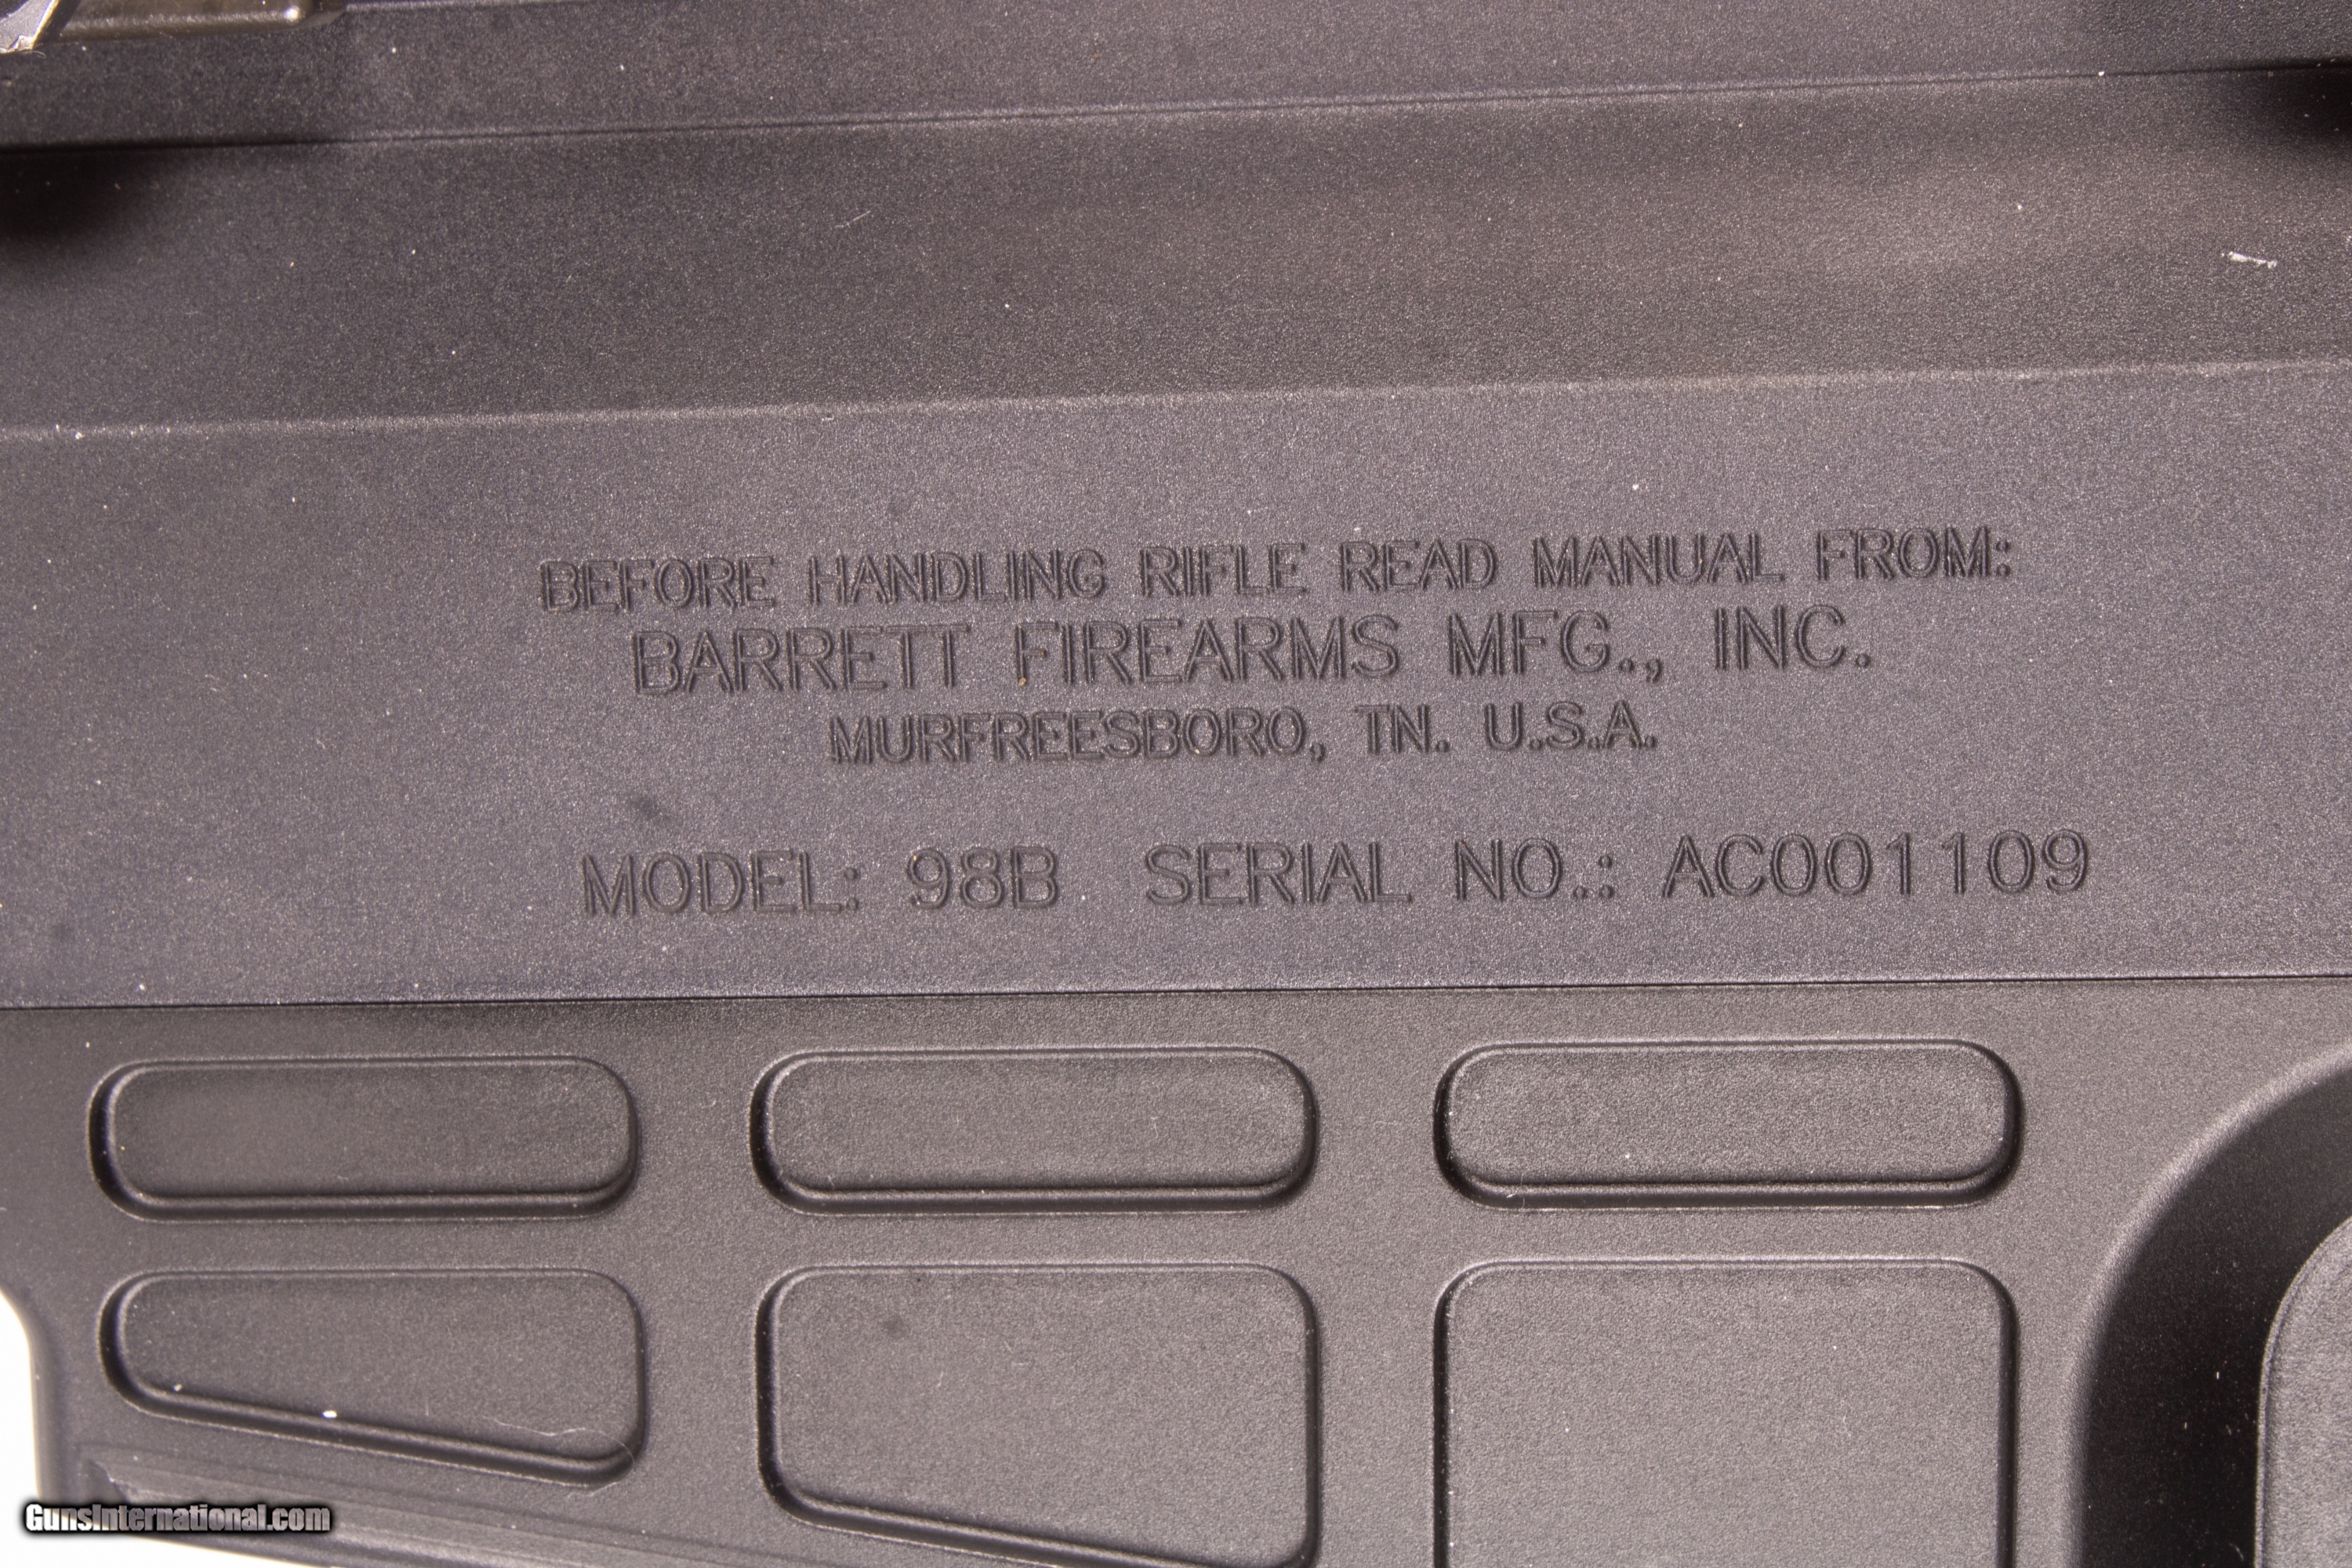 BEFORE HANDLING RIFLE READ MANUAL FROM:
BARRETT FIREARMS MFG., INC.
MURFREESBORO, TN. U.S.A.
MODEL: 98B SERIAL NO.: AC001109
GunsInternational.com